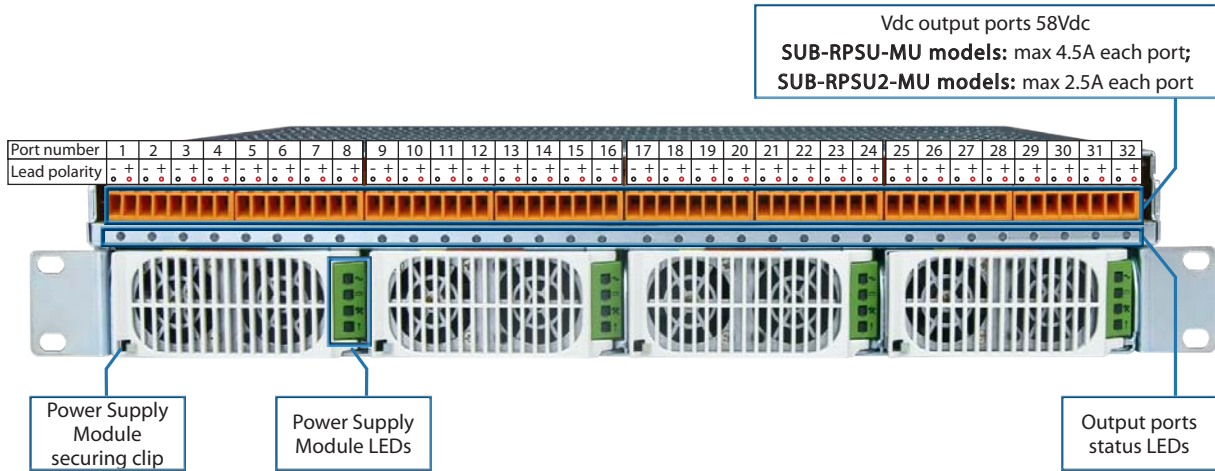 Vdc output ports 58Vdc
SUB-RPSU-MU models: max 4.5A each port;
SUB-RPSU2-MU models: max 2.5A each port
Port number 1 2 3 4 5 6 7 8 9 10 11 12 13 14 15 16 17 18 19 20 21 22 23 24 25 26 27 28 29 30 31 32
Lead polarity - + - + - + - + - + - + - + - + - + - + - + - + - + - + - + - + - + - + - + - + - + - + - + - + - + - + - + - + - + - + - + - +
Power Supply
Module
securing clip
Power Supply
Module LEDs
Output ports
status LEDs